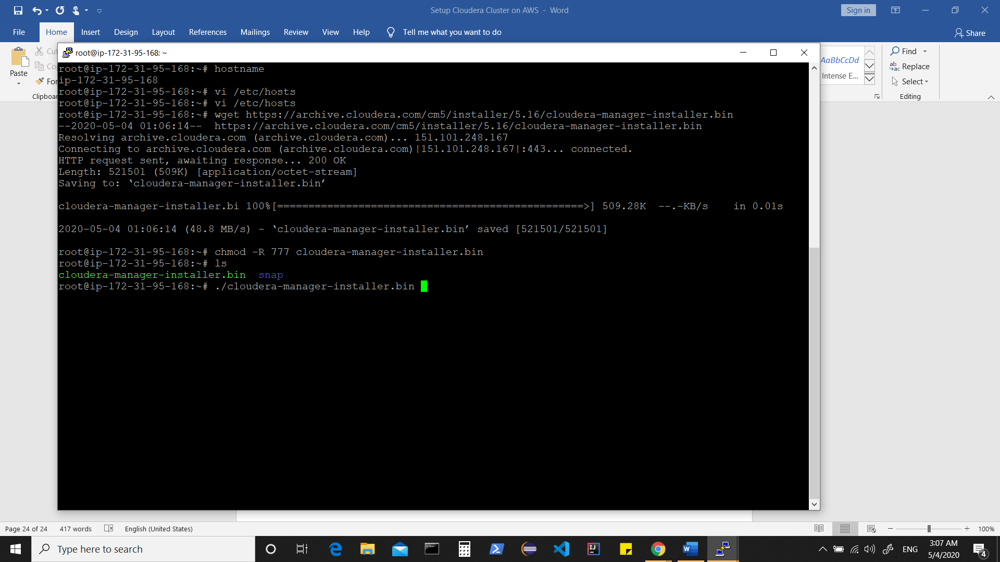 Setup Cloudera Cluster on AWS - Word
Sign in
File Home Insert Design Layout References Mailings Review View Help Tell me what you want to do Share
root@ip-172-31-95-168: ~
Paste
Clipboar
AaBbCcDd
Intense E...
Find
Replace
Select
Editing
root@ip-172-31-95-168:~# hostname
ip-172-31-95-168
root@ip-172-31-95-168:~# vi /etc/hosts
root@ip-172-31-95-168:~# vi /etc/hosts
root@ip-172-31-95-168:~# wget https://archive.cloudera.com/cm5/installer/5.16/cloudera-manager-installer.bin
--2020-05-04 01:06:14-- https://archive.cloudera.com/cm5/installer/5.16/cloudera-manager-installer.bin
Resolving archive.cloudera.com (archive.cloudera.com)... 151.101.248.167
Connecting to archive.cloudera.com (archive.cloudera.com)|151.101.248.167|:443... connected.
HTTP request sent, awaiting response... 200 OK
Length: 521501 (509K) [application/octet-stream]
Saving to: ‘cloudera-manager-installer.bin’
cloudera-manager-installer.bi 100%[=================================================>] 509.28K --.-KB/s in 0.01s
2020-05-04 01:06:14 (48.8 MB/s) - ‘cloudera-manager-installer.bin’ saved [521501/521501]
root@ip-172-31-95-168:~# chmod -R 777 cloudera-manager-installer.bin
root@ip-172-31-95-168:~# ls
cloudera-manager-installer.bin snap
root@ip-172-31-95-168:~# ./cloudera-manager-installer.bin
Page 24 of 24 417 words English (United States) 100%
Type here to search
ENG
3:07 AM
5/4/2020
4